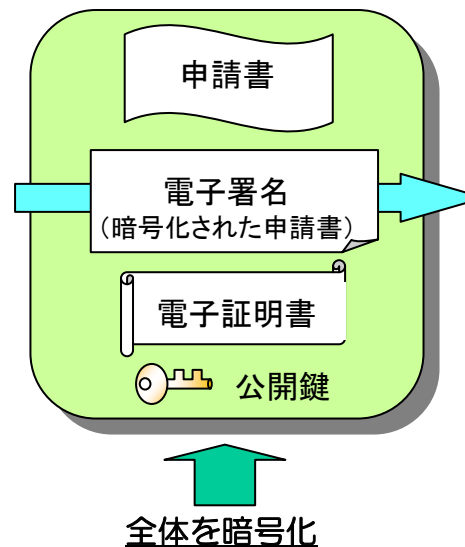 申請書
電子署名
（暗号化された申請書）
電子証明書
公開鍵
全体を暗号化